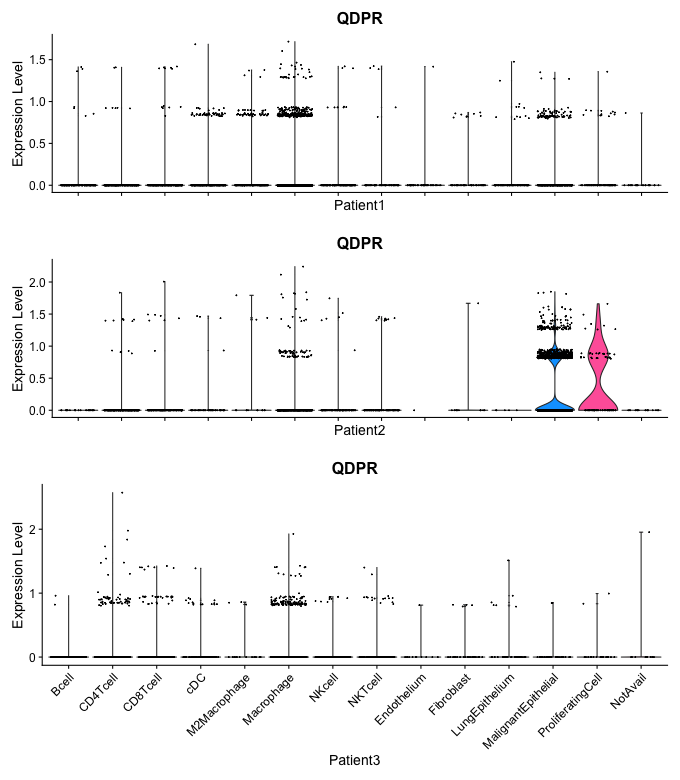 QDPR
Expression Level
1.5
1.0
0.5
0.0
Patient1
QDPR
Expression Level
2.0
1.5
1.0
0.5
0.0
Patient2
QDPR
Expression Level
2
1
0
Bcell
CD4Tcell
CD8Tcell
cDC
M2Macrophage
Macrophage
NKcell
NKTcell
Endothelium
Fibroblast
LungEpithelium
MalignantEpithelial
ProliferatingCell
NotAvail
Patient3